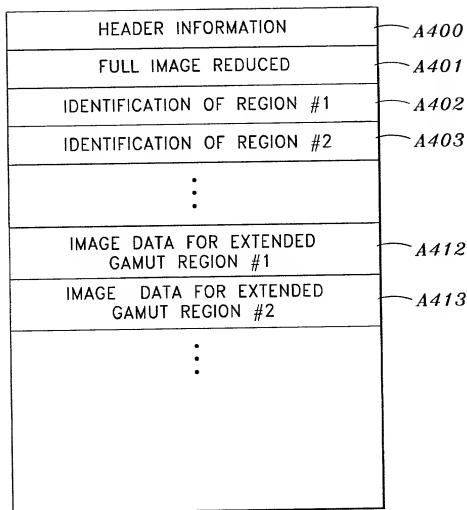 HEADER INFORMATION A400
FULL IMAGE REDUCED A401
IDENTIFICATION OF REGION #1 A402
IDENTIFICATION OF REGION #2 A403
IMAGE DATA FOR EXTENDED A412
GAMUT REGION #1
IMAGE DATA FOR EXTENDED A413
GAMUT REGION #2